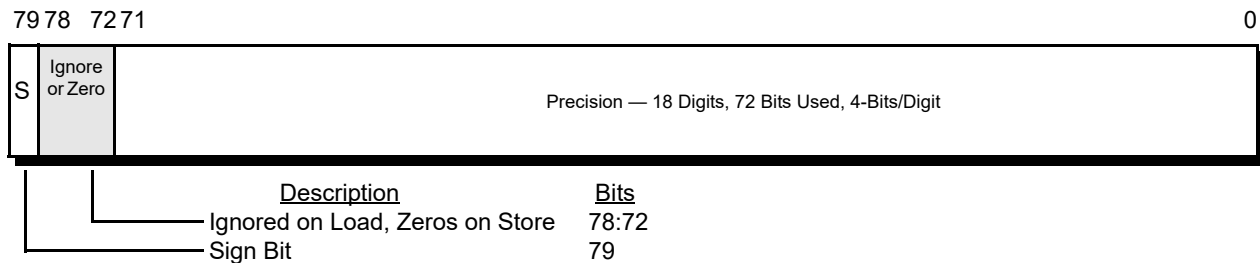 79 78 72 71 0
S
Ignore
or Zero
Precision — 18 Digits, 72 Bits Used, 4-Bits/Digit
Description Bits
Ignored on Load, Zeros on Store 78:72
Sign Bit 79